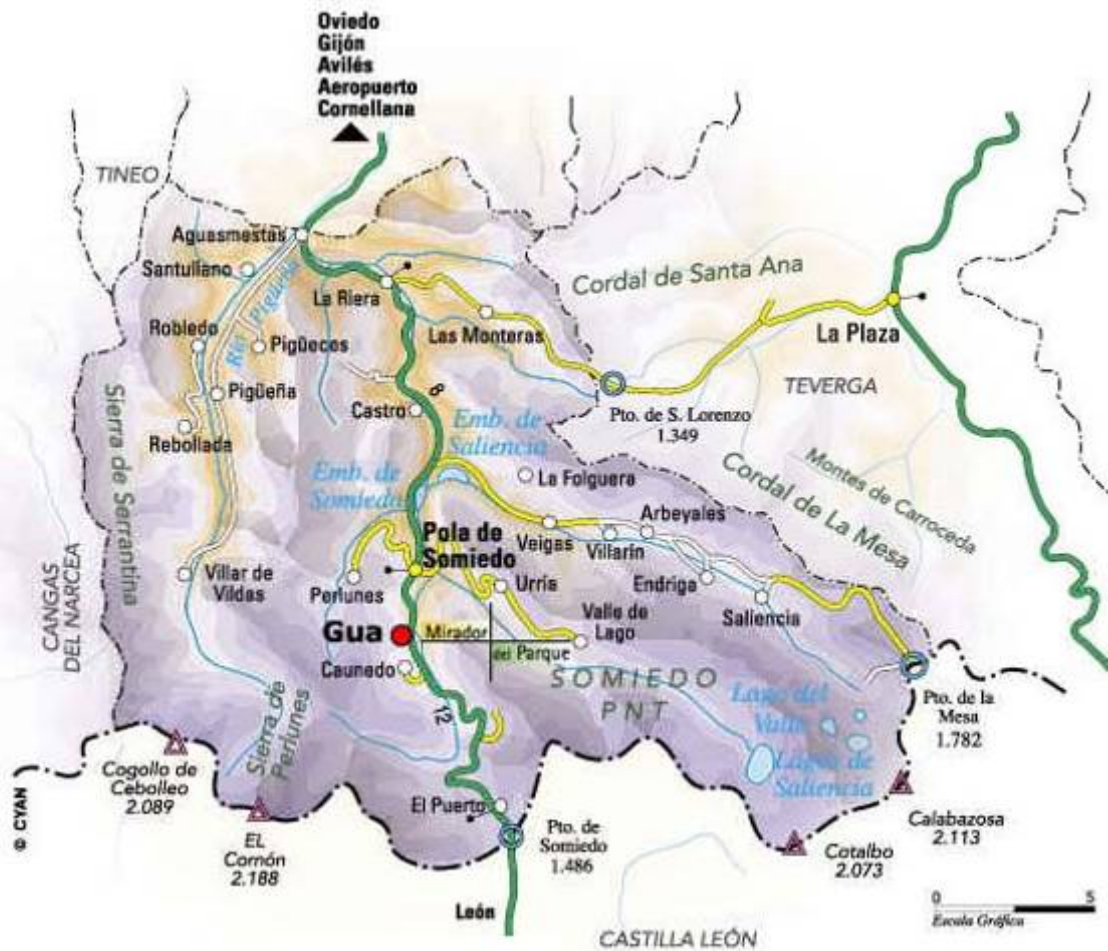 Oviedo
Gijón
Avilés
Aeropuerto
Cornellana
TINEO
Aguasmestas
Santullano
Río Pigüeña
Cordal de Santa Ana
La Riera
Robledo
Las Monteras
La Plaza
Pigüeces
TEVERGA
Pigüeña
8
Castro
Pto. de S. Lorenzo
1.349
Sierra de Serrantina
Rebollada
Emb. de
Saliencia
Emb. de
Somiedo
La Folguera
Montes de Carroceda
Cordal de La Mesa
Arbeyales
Pola de
Somiedo
Veigas
Villarín
Villar de
Vildas
Perlunes
Urria
Endriga
Saliencia
CANGAS
DEL NARCEA
Valle de
Lago
Gua
Mirador
del Parque
Caunedo
SOMIEDO
PNT
Sierra de
Perlunes
12
Lago del
Valle
Pto. de la
Mesa
1.782
Lagos de
Saliencia
Cogollo de
Cebolleo
2.089
El Puerto
© CYAN
EL
Cornón
2.188
Pto. de
Somiedo
1.486
Calabazosa
2.113
Cotalbo
2.073
León
0 5
Escala Gráfica
CASTILLA LEÓN